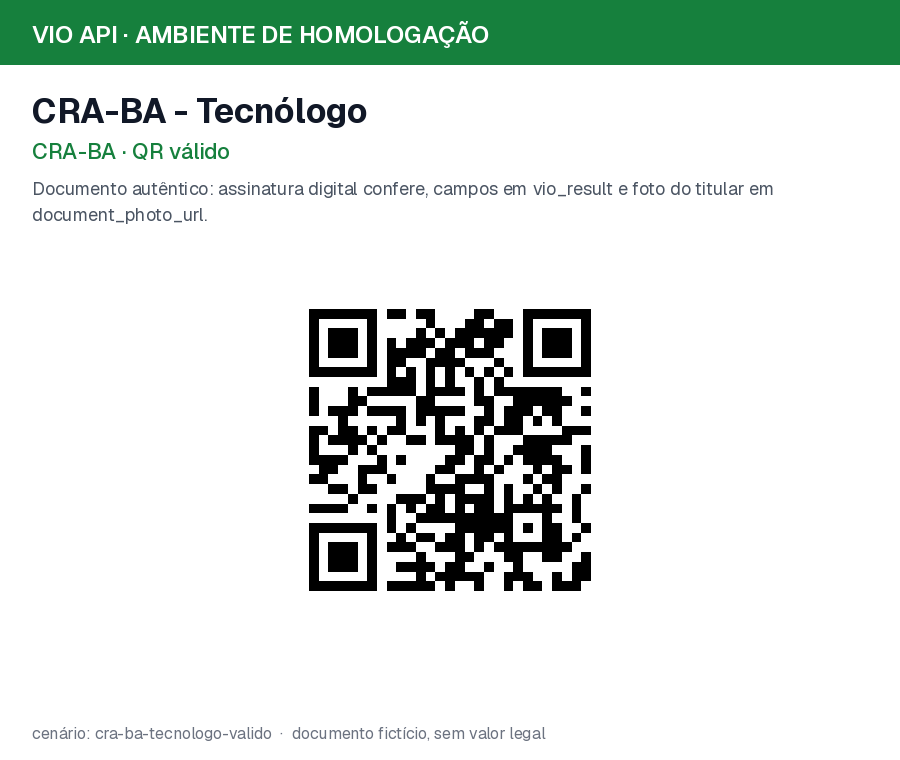 VIO API · AMBIENTE DE HOMOLOGAÇÃO
CRA-BA - Tecnólogo
CRA-BA · QR válido
Documento autêntico: assinatura digital confere, campos em vio_result e foto do titular em
document_photo_url.
cenário: cra-ba-tecnologo-valido · documento fictício, sem valor legal